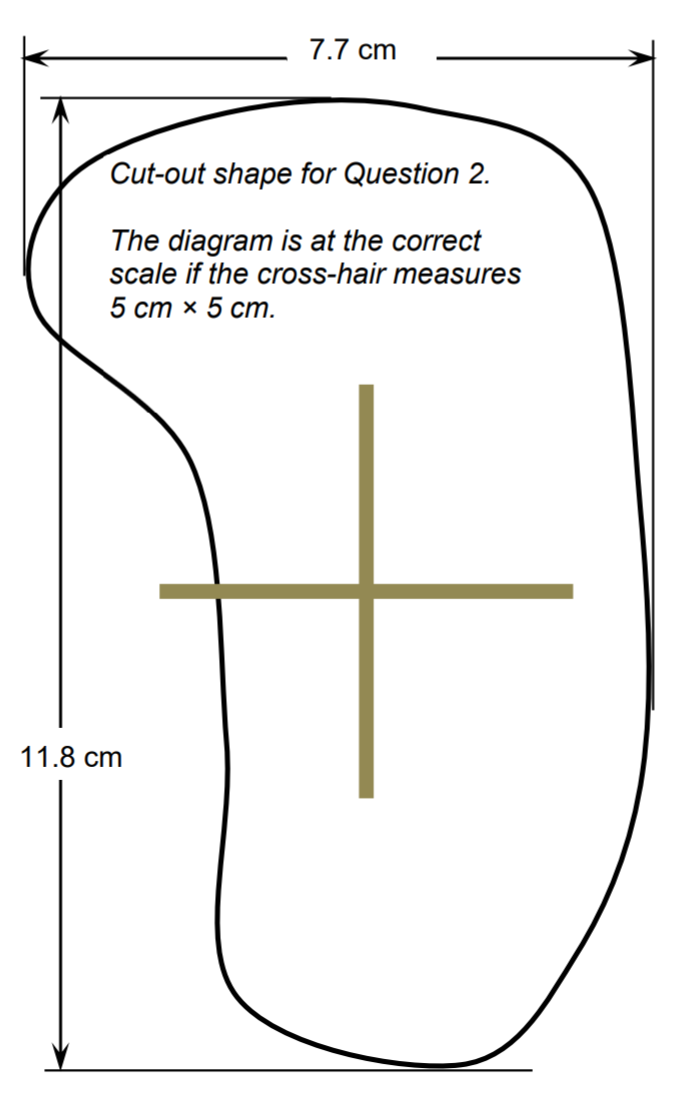 7.7 cm
Cut-out shape for Question 2.
The diagram is at the correct
scale if the cross-hair measures
5 cm × 5 cm.
11.8 cm